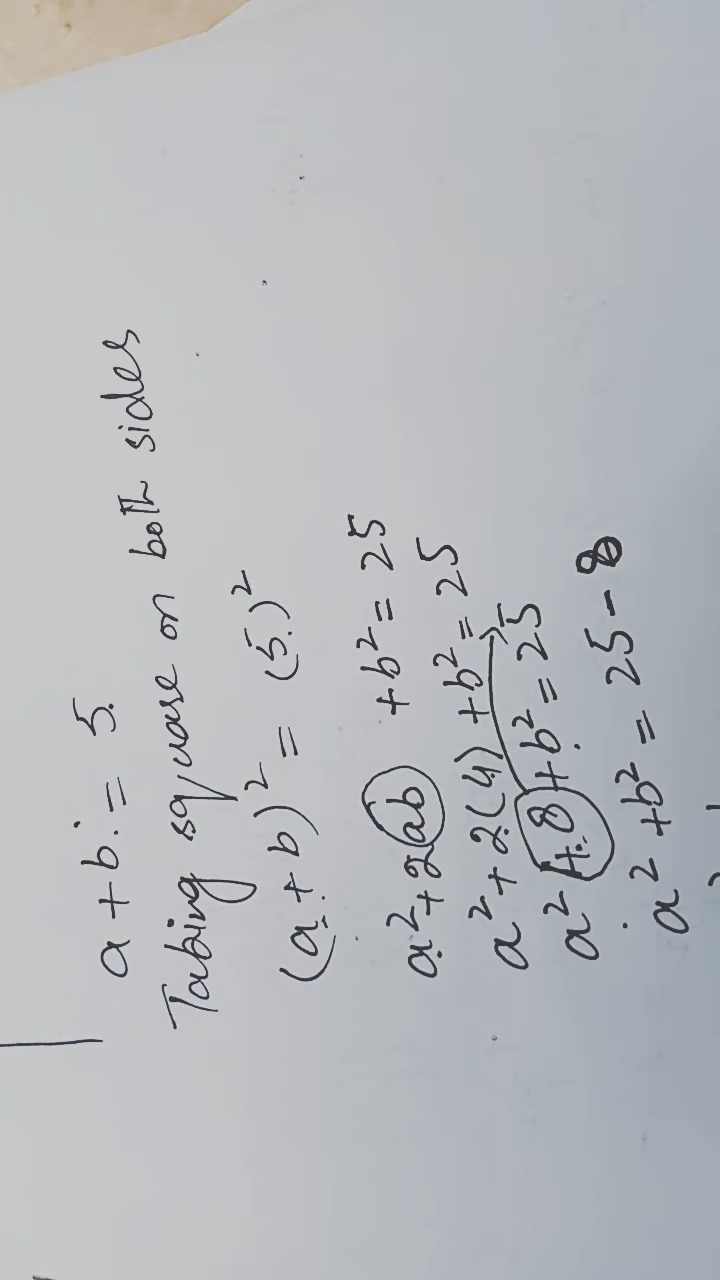 a + b = 5
Taking square on both sides
(a + b)² = (5)²
a² + 2ab + b² = 25
a² + 2(4) + b² = 25
a² + 8 + b² = 25
a² + b² = 25 - 8